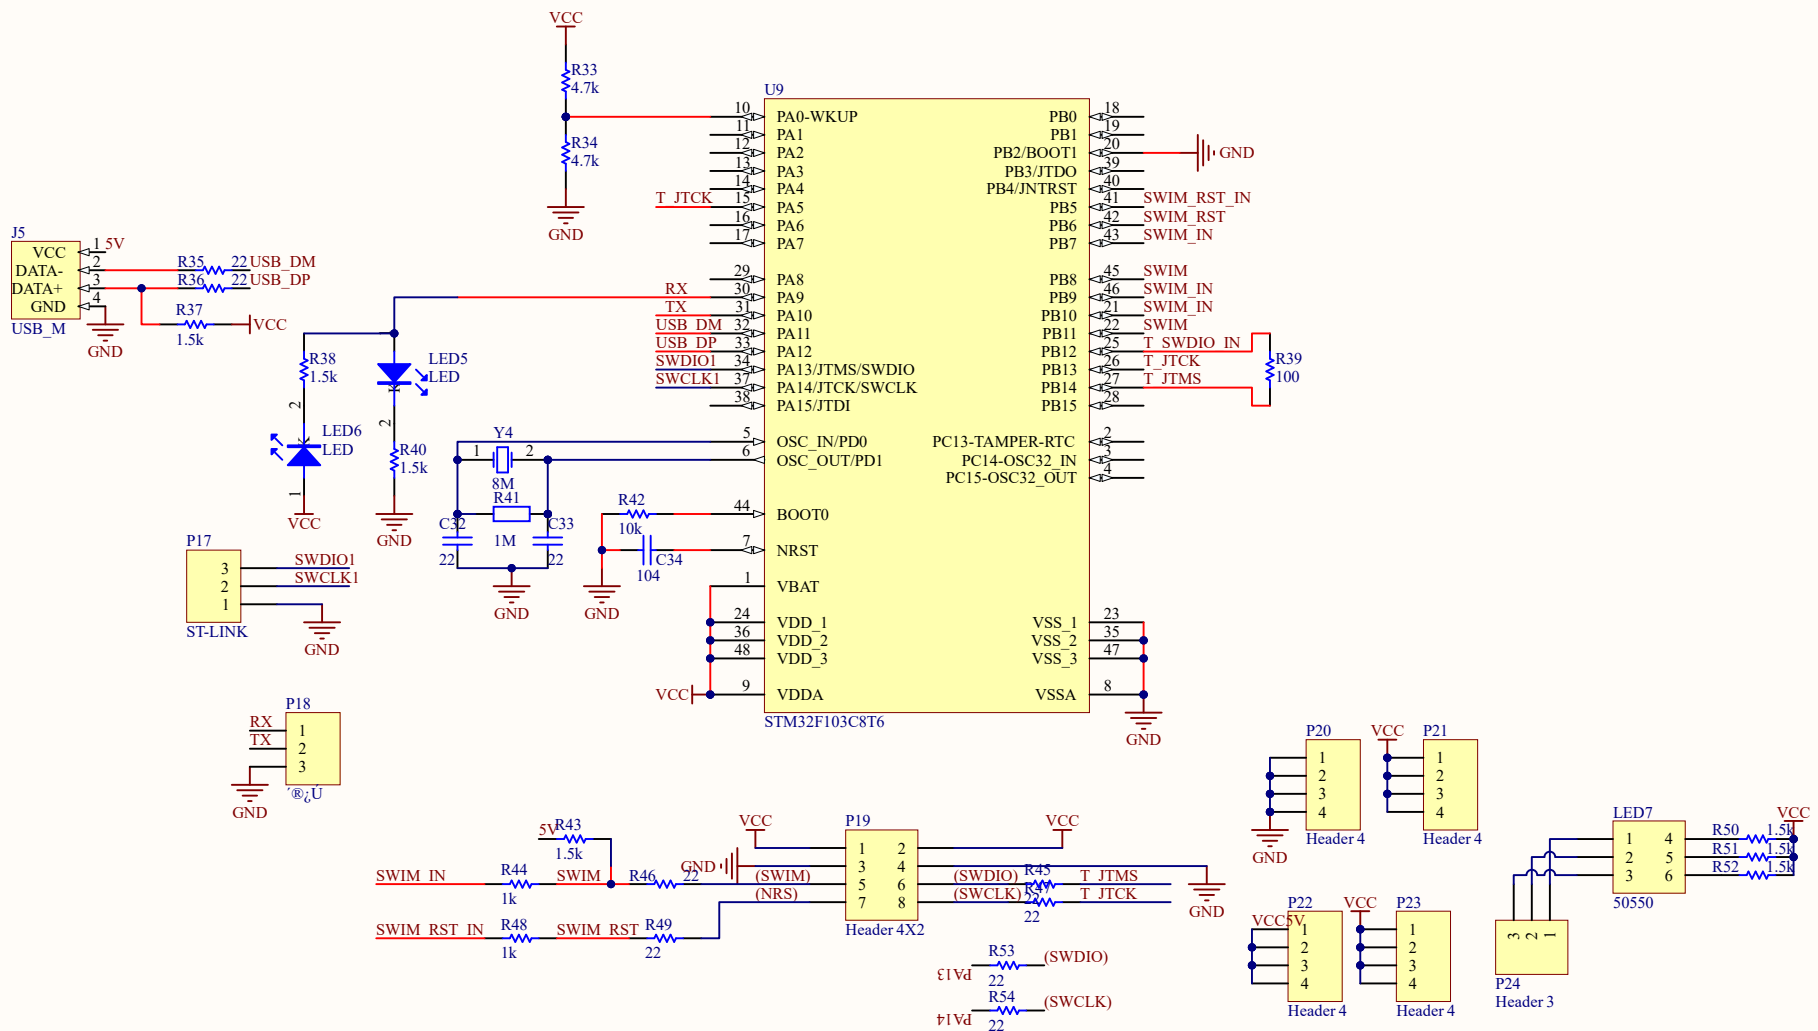 VCC
R33
4.7k
R34
4.7k
GND
U9
10 PA0-WKUP
11 PA1
12 PA2
13 PA3
14 PA4
T_JTCK 15 PA5
16 PA6
17 PA7
29 PA8
RX 30 PA9
TX 31 PA10
USB_DM 32 PA11
USB_DP 33 PA12
SWDIO1 34 PA13/JTMS/SWDIO
SWCLK1 37 PA14/JTCK/SWCLK
38 PA15/JTDI
5 OSC_IN/PD0
6 OSC_OUT/PD1
44 BOOT0
7 NRST
1 VBAT
24 VDD_1
36 VDD_2
48 VDD_3
VCC 9 VDDA
STM32F103C8T6
PB0 18
PB1 19
PB2/BOOT1 20 GND
PB3/JTDO 39
PB4/JNTRST 40
PB5 41 SWIM_RST_IN
PB6 42 SWIM_RST
PB7 43 SWIM_IN
PB8 45 SWIM
PB9 46 SWIM_IN
PB10 21 SWIM_IN
PB11 22 SWIM
PB12 25 T_SWDIO_IN
PB13 26 T_JTCK
PB14 27 T_JTMS
PB15 28
R39
100
PC13-TAMPER-RTC 2
PC14-OSC32_IN 3
PC15-OSC32_OUT 4
VSS_1 23
VSS_2 35
VSS_3 47
VSSA 8
GND
J5
VCC 1 5V
DATA- 2
DATA+ 3
GND 4
USB_M
GND
R35 22 USB_DM
R36 22 USB_DP
R37
1.5k
VCC
R38
1.5k
2
K
LED6
LED
1
VCC
LED5
LED
K
2
R40
1.5k
GND
Y4
1 2
8M
R41
1M
C32
22
C33
22
GND
R42
10k
C34
104
GND
P17
3 SWDIO1
2 SWCLK1
1
ST-LINK
GND
P18
RX 1
TX 2
3
GND
´®¿Ú
5V R43
1.5k
SWIM_IN R44 SWIM R46 22
1k
SWIM_RST_IN R48 SWIM_RST R49
1k 22
VCC P19 VCC
1 2
GND 3 4
(SWIM) 5 6 (SWDIO) R45 T_JTMS
22
(NRS) 7 8 (SWCLK) R47 T_JTCK
22
Header 4X2
GND
PA13 R53 (SWDIO)
22
PA14 R54 (SWCLK)
22
P20
1
2
3
4
Header 4
GND
VCC P21
1
2
3
4
Header 4
P22
VCC5V
1
2
3
4
Header 4
VCC P23
1
2
3
4
Header 4
LED7
1 4 R50 1.5k
2 5 R51 1.5k
3 6 R52 1.5k
50550
VCC
3 2 1
P24
Header 3